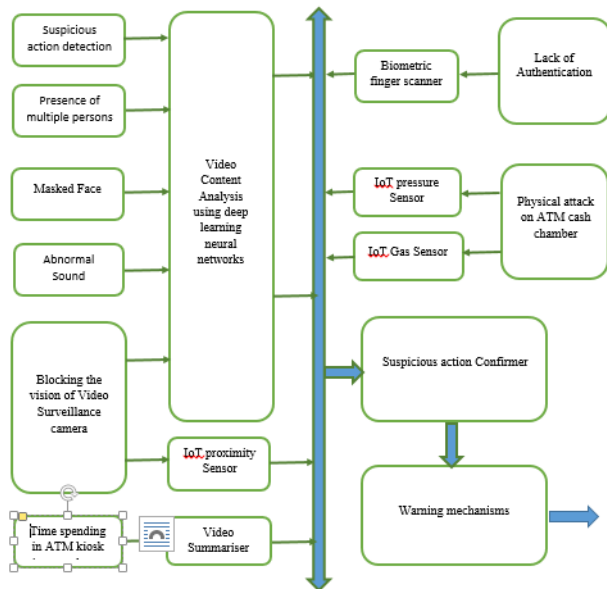 Suspicious
action detection
Presence of
multiple persons
Masked Face
Abnormal
Sound
Blocking the
vision of Video
Surveillance
camera
Time spending
in ATM kiosk
Video
Content
Analysis
using deep
learning
neural
networks
IoT proximity
Sensor
Video
Summariser
Biometric
finger scanner
Lack of
Authentication
IoT pressure
Sensor
IoT Gas Sensor
Physical attack
on ATM cash
chamber
Suspicious action Confirmer
Warning mechanisms